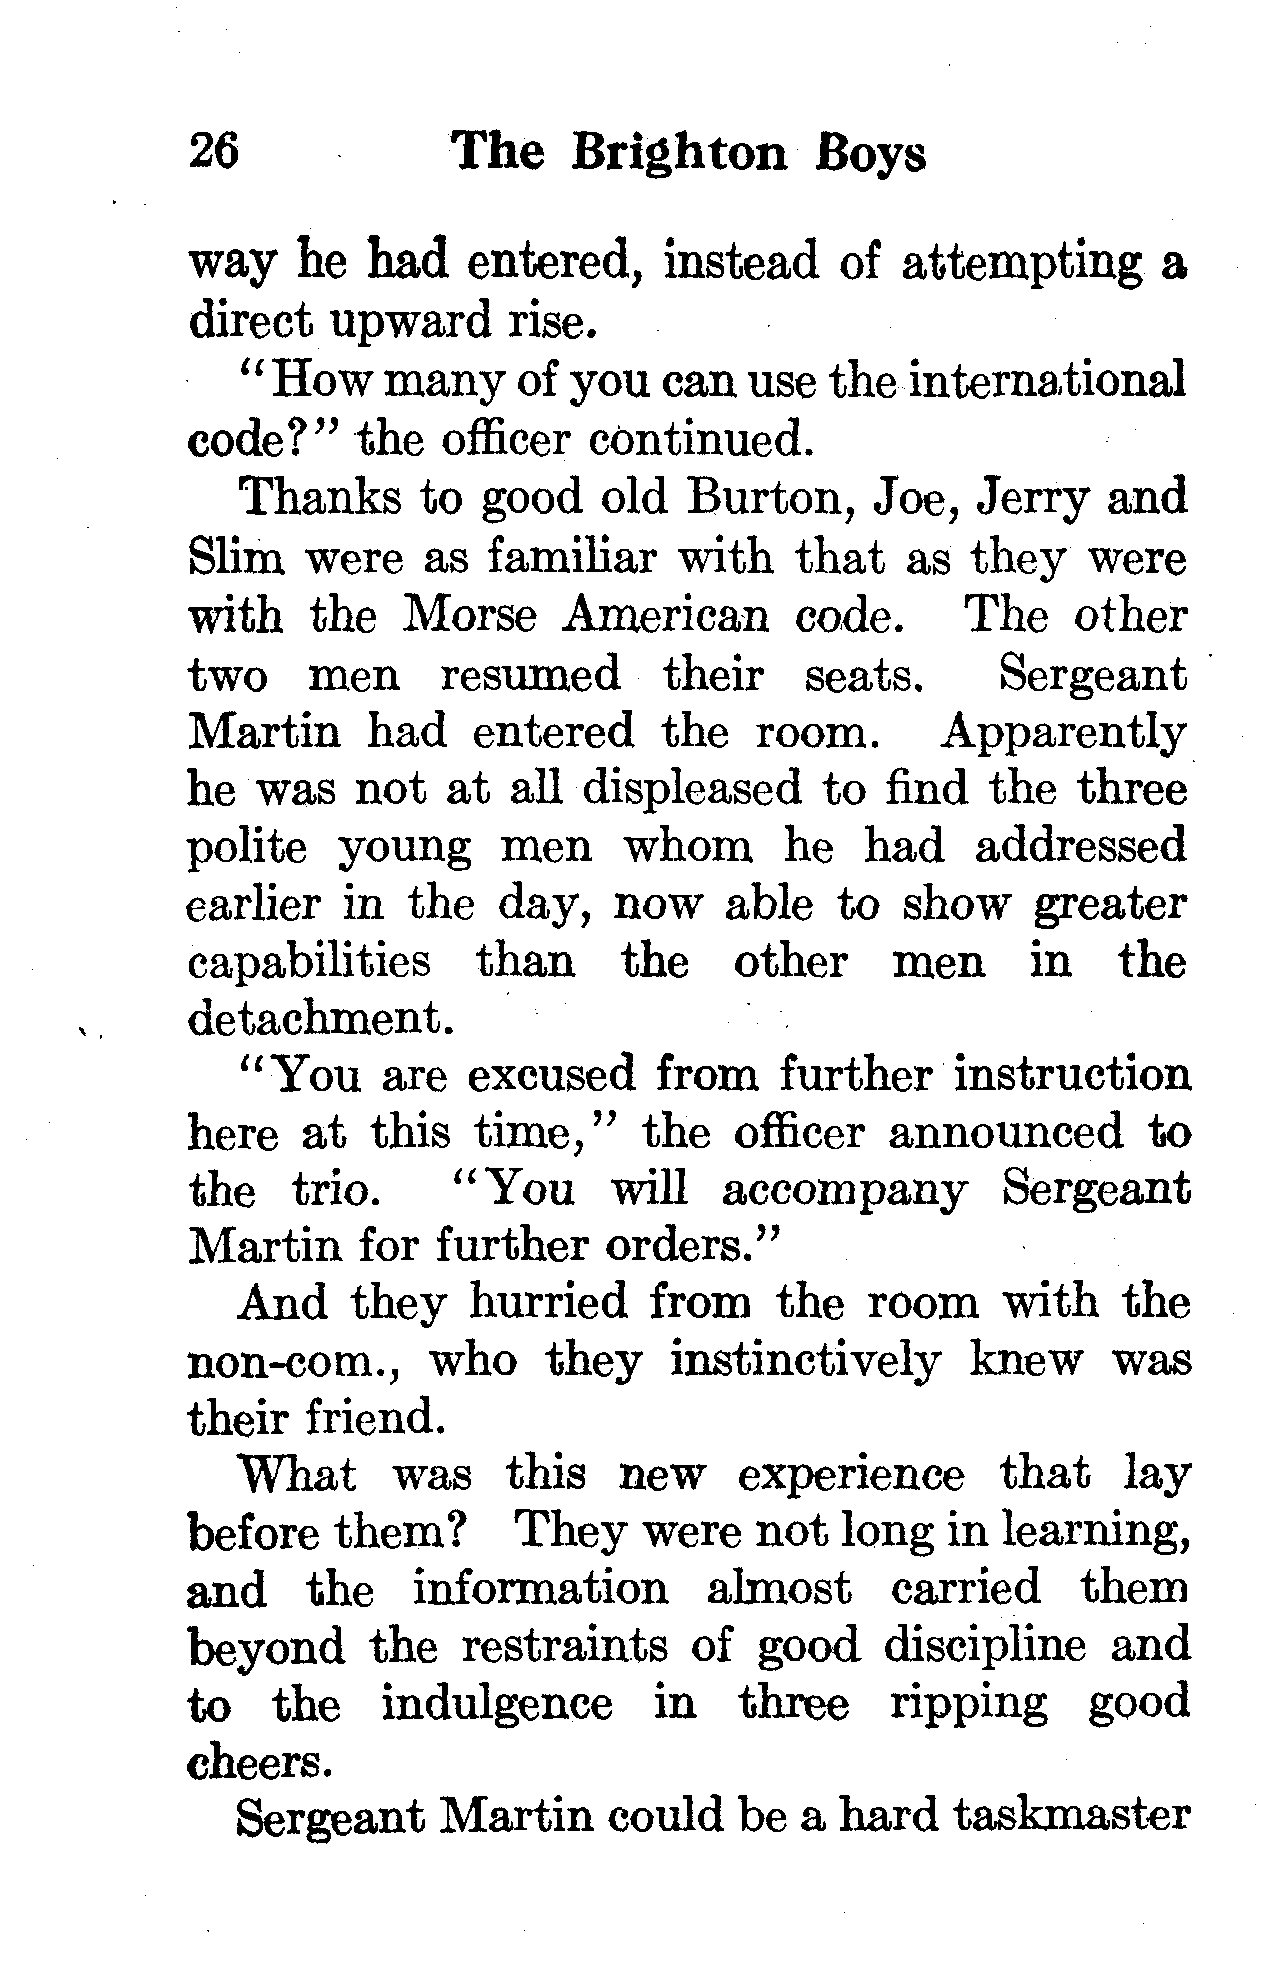 26 The Brighton Boys
way he had entered, instead of attempting a
direct upward rise.
"How many of you can use the international
code?" the officer continued.
Thanks to good old Burton, Joe, Jerry and
Slim were as familiar with that as they were
with the Morse American code. The other
two men resumed their seats. Sergeant
Martin had entered the room. Apparently
he was not at all displeased to find the three
polite young men whom he had addressed
earlier in the day, now able to show greater
capabilities than the other men in the
detachment.
"You are excused from further instruction
here at this time," the officer announced to
the trio. "You will accompany Sergeant
Martin for further orders."
And they hurried from the room with the
non-com., who they instinctively knew was
their friend.
What was this new experience that lay
before them? They were not long in learning,
and the information almost carried them
beyond the restraints of good discipline and
to the indulgence in three ripping good
cheers.
Sergeant Martin could be a hard taskmaster